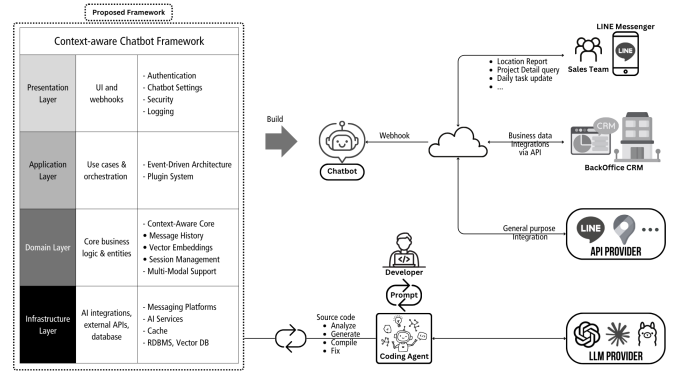 Proposed Framework
Context-aware Chatbot Framework
Presentation
Layer
UI and
webhooks
- Authentication
- Chatbot Settings
- Security
- Logging
Application
Layer
Use cases &
orchestration
- Event-Driven Architecture
- Plugin System
Domain Layer
Core business
logic & entities
- Context-Aware Core
• Message History
• Vector Embeddings
• Session Management
- Multi-Modal Support
Infrastructure
Layer
AI integrations,
external APIs,
database
- Messaging Platforms
- AI Services
- Cache
- RDBMS, Vector DB
Build
Chatbot
Webhook
• Location Report
• Project Detail query
• Daily task update
• ...
LINE Messenger
LINE
Sales Team
Business data
Integrations
via API
CRM
BackOffice CRM
General purpose
Integration
LINE
API PROVIDER
</>
Developer
Prompt
Source code
• Analyze
• Generate
• Compile
• Fix
Coding Agent
LLM PROVIDER